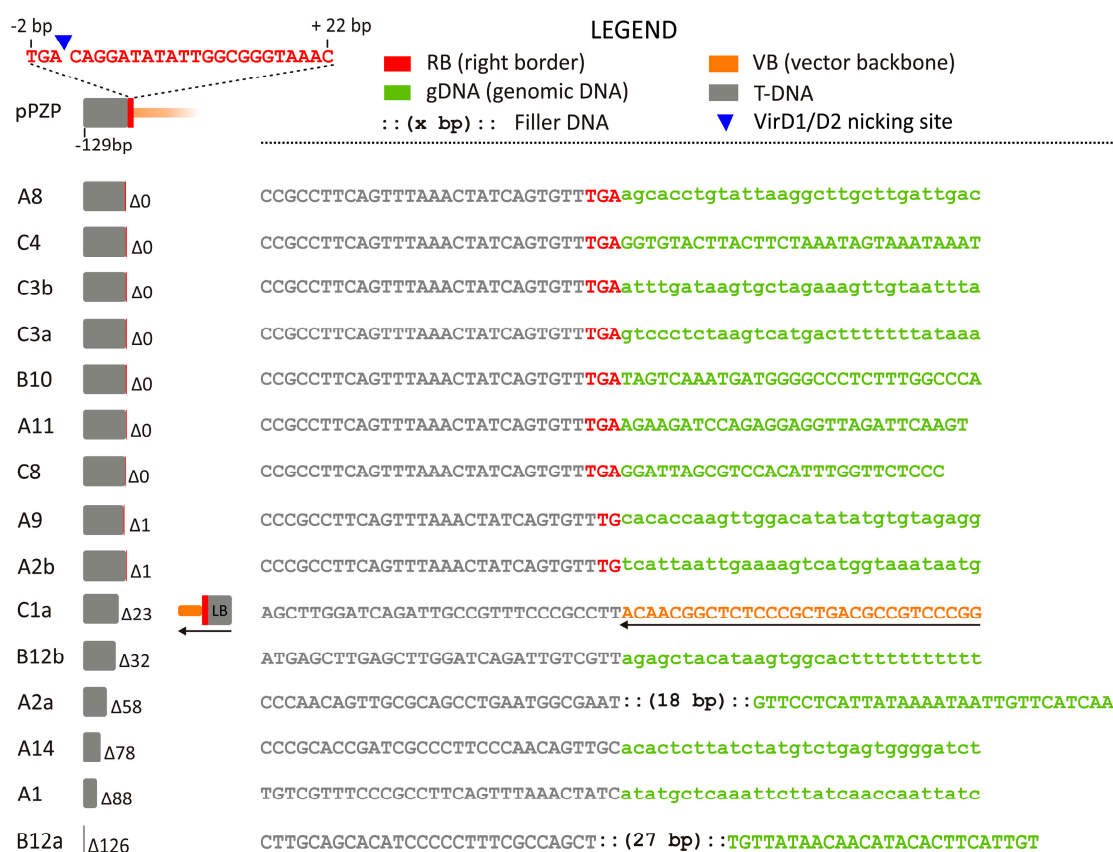 -2 bp + 22 bp LEGEND
TGA CAGGATATATTGGCGGGTAAAC
RB (right border) VB (vector backbone)
gDNA (genomic DNA) T-DNA
pPZP ::(x bp):: Filler DNA VirD1/D2 nicking site
-129bp
A8 Δ0 CCGCCTTCAGTTTAAACTATCAGTGTTTGAagcacctgtattaaggcttgcttgattgac
C4 Δ0 CCGCCTTCAGTTTAAACTATCAGTGTTTGAGGTGTACTTACTTCTAAATAGTAAATAAAT
C3b Δ0 CCGCCTTCAGTTTAAACTATCAGTGTTTGAatttgataagtgctagaaagttgtaattta
C3a Δ0 CCGCCTTCAGTTTAAACTATCAGTGTTTGAgtccctctaagtcatgactttttttataaa
B10 Δ0 CCGCCTTCAGTTTAAACTATCAGTGTTTGATAGTCAAATGATGGGGCCCTCTTTGGCCCA
A11 Δ0 CCGCCTTCAGTTTAAACTATCAGTGTTTGAAGAAGATCCAGAGGAGGTTAGATTCAAGT
C8 Δ0 CCGCCTTCAGTTTAAACTATCAGTGTTTGAGGATTAGCGTCCACATTTGGTTCTCCC
A9 Δ1 CCCGCCTTCAGTTTAAACTATCAGTGTTTGcacaccaagttggacatatatgtgtagagg
A2b Δ1 CCCGCCTTCAGTTTAAACTATCAGTGTTTGtcattaattgaaaagtcatggtaaataatg
C1a Δ23 LB AGCTTGGATCAGATTGCCGTTTCCCGCCTTACAACGGCTCTCCCGCTGACGCCGTCCCGG
B12b Δ32 ATGAGCTTGAGCTTGGATCAGATTGTCGTTagagctacataagtggcacttttttttttt
A2a Δ58 CCCAACAGTTGCGCAGCCTGAATGGCGAAT::(18 bp)::GTTCCTCATTATAAAATAATTGTTCATCAA
A14 Δ78 CCCGCACCGATCGCCCTTCCCAACAGTTGCacactcttatctatgtctgagtggggatct
A1 Δ88 TGTCGTTTCCCGCCTTCAGTTTAAACTATCatatgctcaaattcttatcaaccaattatc
B12a Δ126 CTTGCAGCACATCCCCCTTTCGCCAGCT::(27 bp)::TGTTATAACAACATACACTTCATTGT